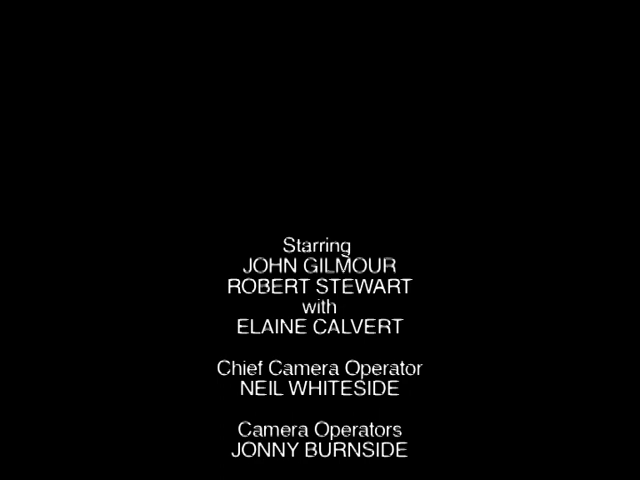 Starring
JOHN GILMOUR
ROBERT STEWART
with
ELAINE CALVERT
Chief Camera Operator
NEIL WHITESIDE
Camera Operators
JONNY BURNSIDE